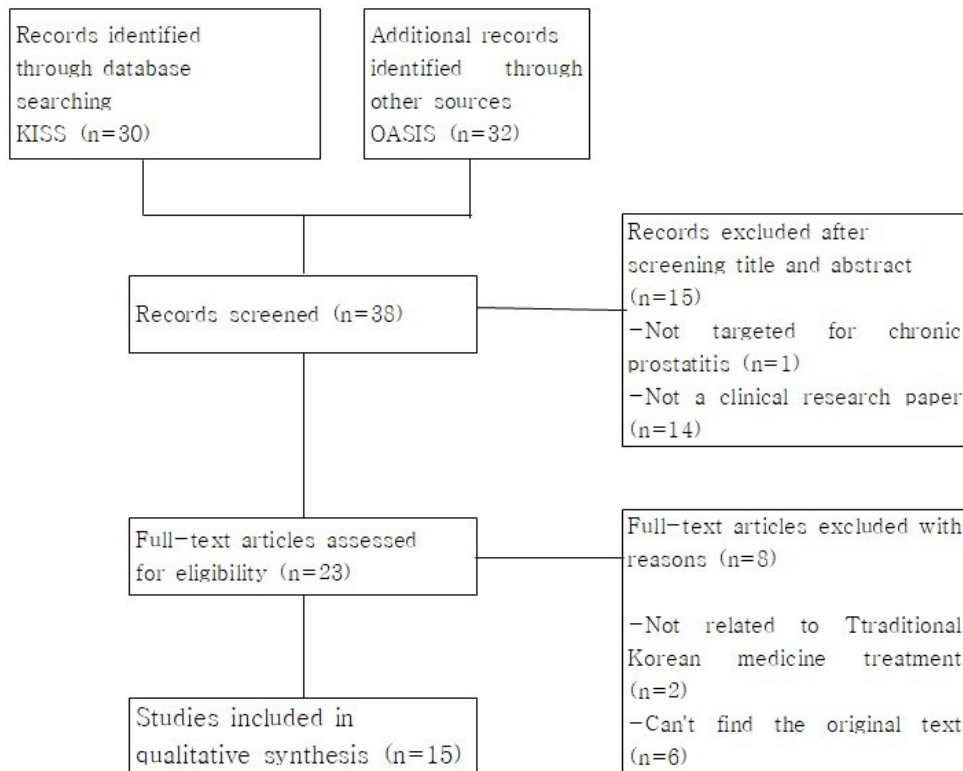 Records identified
through database
searching
KISS (n=30)
Additional records
identified through
other sources
OASIS (n=32)
Records screened (n=38)
Records excluded after
screening title and abstract
(n=15)
-Not targeted for chronic
prostatitis (n=1)
-Not a clinical research paper
(n=14)
Full-text articles assessed
for eligibility (n=23)
Full-text articles excluded with
reasons (n=8)
-Not related to Ttraditional
Korean medicine treatment
(n=2)
-Can't find the original text
(n=6)
Studies included in
qualitative synthesis (n=15)